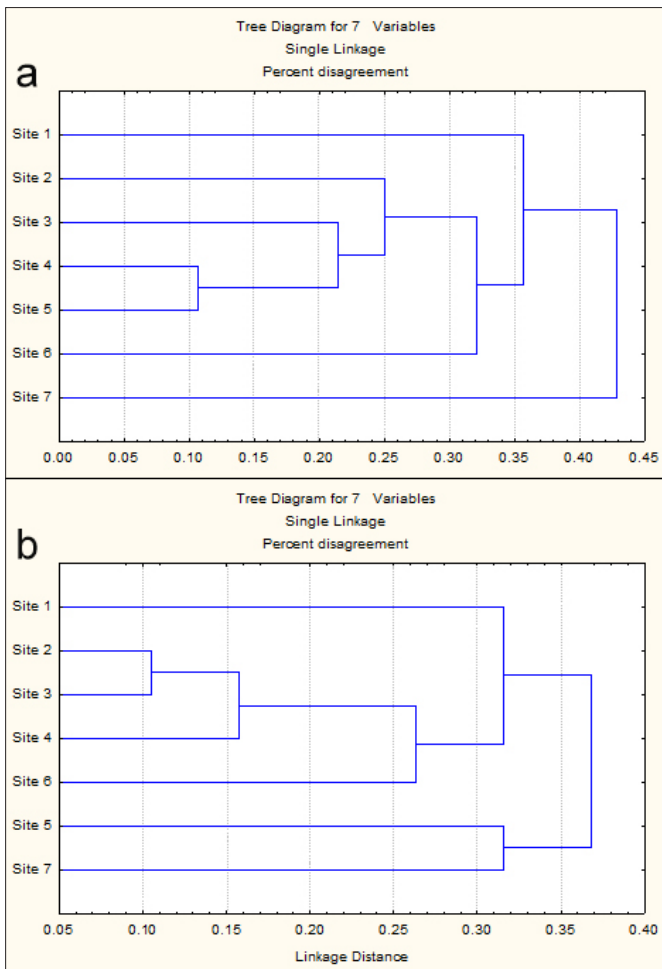 Tree Diagram for 7 Variables
Single Linkage
Percent disagreement
a
Site 1
Site 2
Site 3
Site 4
Site 5
Site 6
Site 7
0.00 0.05 0.10 0.15 0.20 0.25 0.30 0.35 0.40 0.45
Tree Diagram for 7 Variables
Single Linkage
Percent disagreement
b
Site 1
Site 2
Site 3
Site 4
Site 6
Site 5
Site 7
0.05 0.10 0.15 0.20 0.25 0.30 0.35 0.40
Linkage Distance